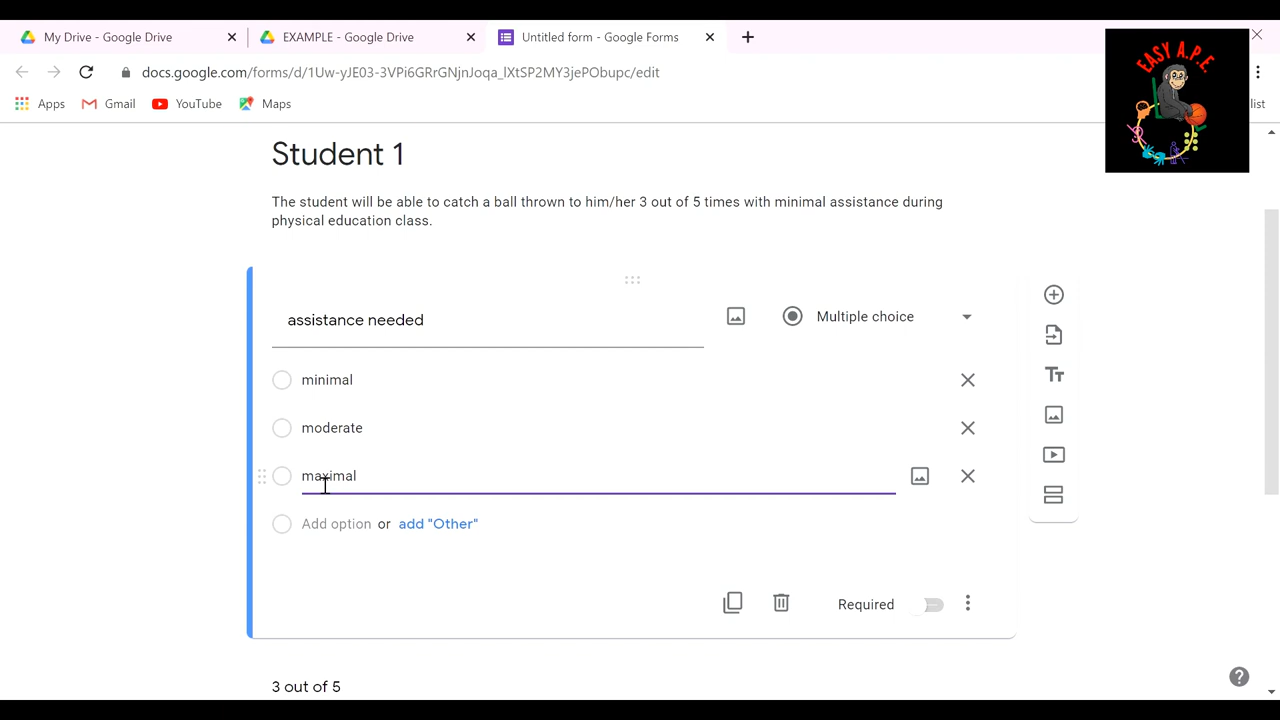 My Drive - Google Drive
EXAMPLE - Google Drive
Untitled form - Google Forms
docs.google.com/forms/d/1Uw-yJE03-3VPi6GRrGNjnJoqa_IXtSP2MY3jePObupc/edit
Apps
Gmail
YouTube
Maps
list
EASY A.P.E.
Student 1
The student will be able to catch a ball thrown to him/her 3 out of 5 times with minimal assistance during
physical education class.
assistance needed
Multiple choice
minimal
moderate
maximal
Add option or add "Other"
Required
3 out of 5